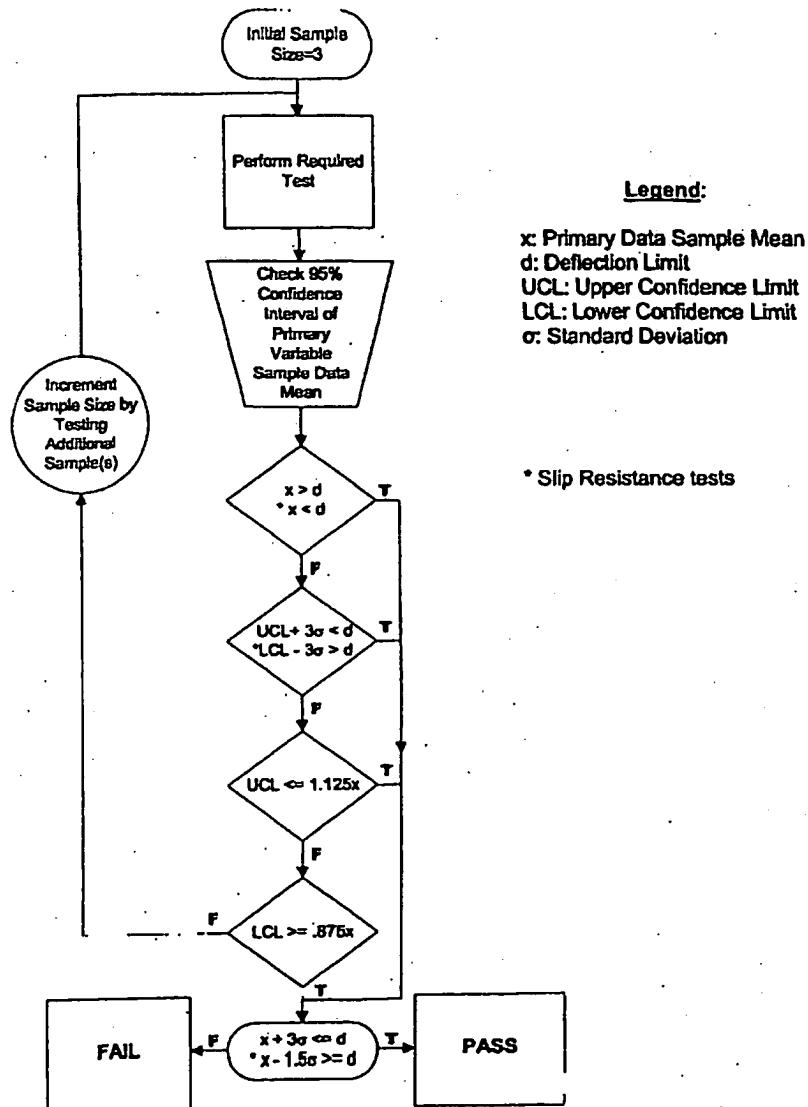 Initial Sample
Size=3
Perform Required
Test
Check 95%
Confidence
Interval of
Primary
Variable
Sample Data
Mean
Increment
Sample Size by
Testing
Additional
Sample(s)
Legend:
x: Primary Data Sample Mean
d: Deflection Limit
UCL: Upper Confidence Limit
LCL: Lower Confidence Limit
σ: Standard Deviation
* Slip Resistance tests
x > d
* x < d
T
F
UCL+ 3σ < d
*LCL - 3σ > d
T
F
UCL <= 1.125x
T
F
LCL >= .875x
F
T
x + 3σ <= d
* x - 1.5σ >= d
F
T
FAIL
PASS